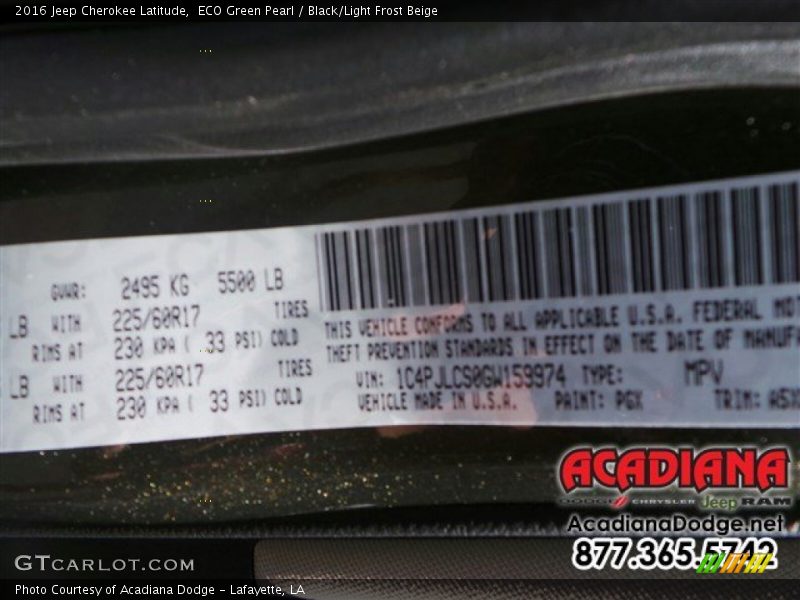 2016 Jeep Cherokee Latitude, ECO Green Pearl / Black/Light Frost Beige
GVWR: 2495 KG 5500 LB
LB WITH 225/60R17 TIRES
RIMS AT 230 KPA ( 33 PSI) COLD
LB WITH 225/60R17 TIRES
RIMS AT 230 KPA ( 33 PSI) COLD
THIS VEHICLE CONFORMS TO ALL APPLICABLE U.S.A. FEDERAL MOT
THEFT PREVENTION STANDARDS IN EFFECT ON THE DATE OF MANUFA
VIN: 1C4PJLCS0GW159974 TYPE: MPV
VEHICLE MADE IN U.S.A. PAINT: PGX TRIM: A5X
ACADIANA
DODGE CHRYSLER Jeep RAM
AcadianaDodge.net
877.365.5742
GTCARLOT.COM
Photo Courtesy of Acadiana Dodge - Lafayette, LA